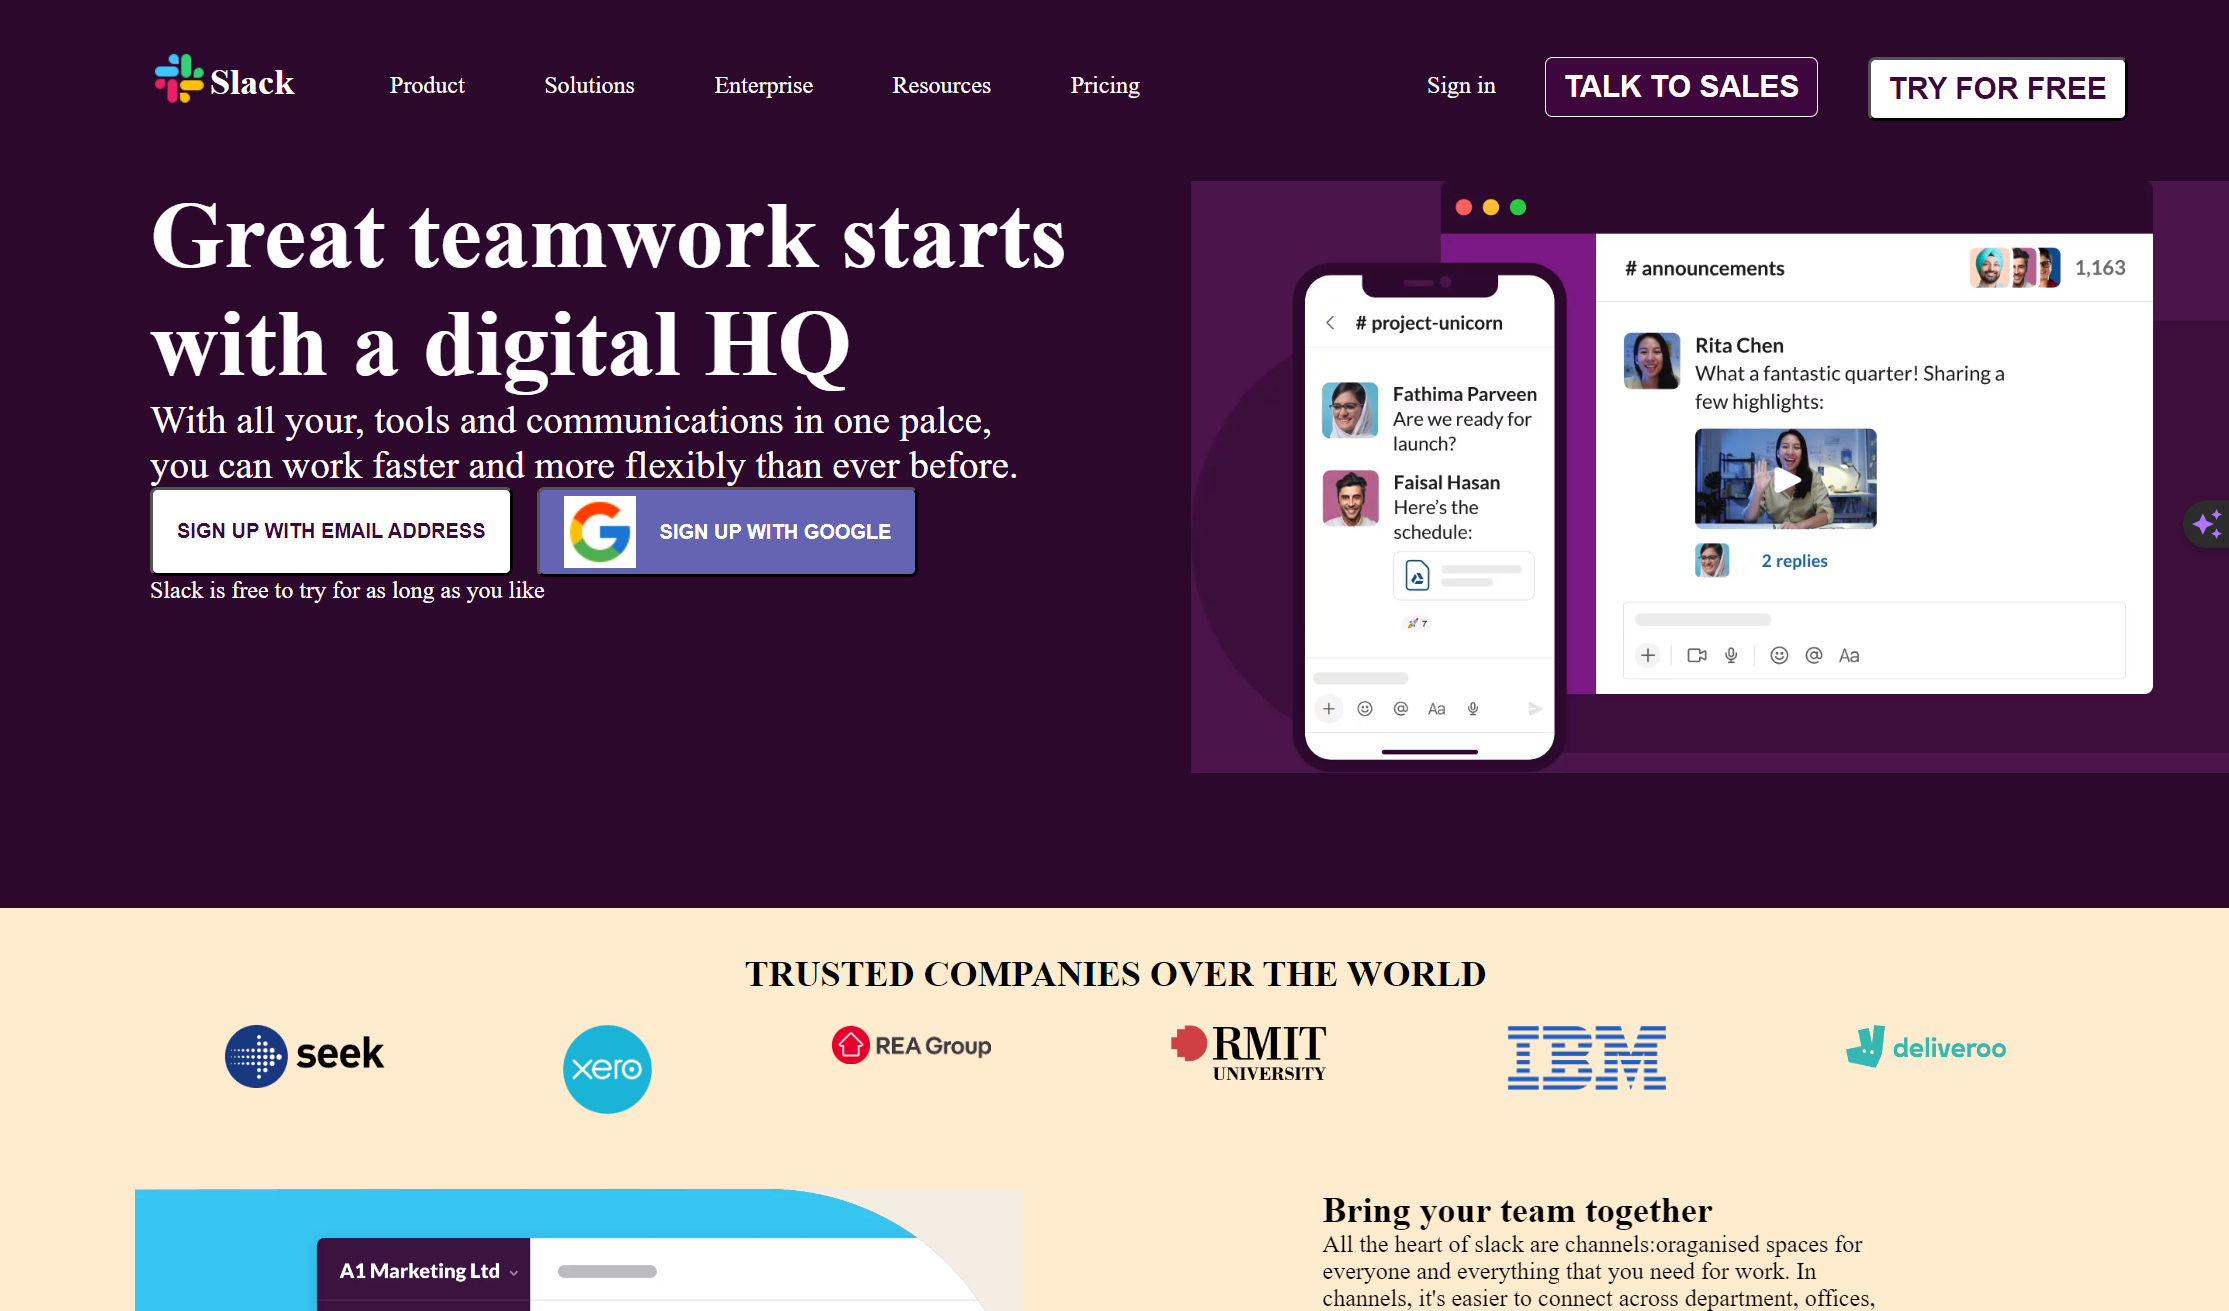 Slack
Product
Solutions
Enterprise
Resources
Pricing
Sign in
TALK TO SALES
TRY FOR FREE
Great teamwork starts
with a digital HQ
With all your, tools and communications in one palce,
you can work faster and more flexibly than ever before.
SIGN UP WITH EMAIL ADDRESS
SIGN UP WITH GOOGLE
Slack is free to try for as long as you like
# project-unicorn
Fathima Parveen
Are we ready for
launch?
Faisal Hasan
Here's the
schedule:
7
Aa
# announcements
1,163
Rita Chen
What a fantastic quarter! Sharing a
few highlights:
2 replies
Aa
TRUSTED COMPANIES OVER THE WORLD
seek
xero
REA Group
RMIT
UNIVERSITY
IBM
deliveroo
A1 Marketing Ltd
Bring your team together
All the heart of slack are channels:oraganised spaces for
everyone and everything that you need for work. In
channels, it's easier to connect across department, offices,